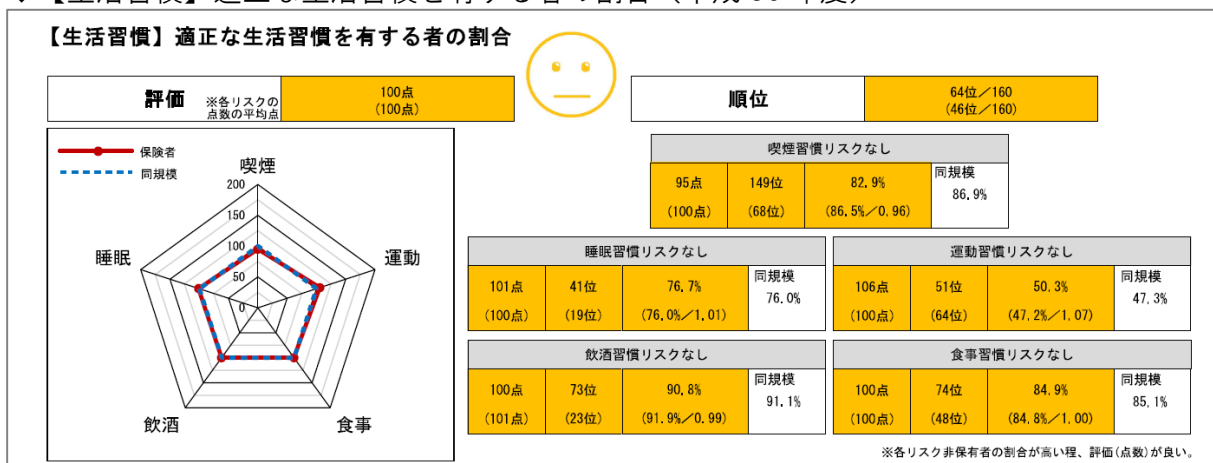 【生活習慣】適正な生活習慣を有する者の割合
評価 ※各リスクの
点数の平均点
100点
(100点)
順位
64位／160
(46位／160)
保険者
同規模
喫煙
運動
食事
飲酒
睡眠
200
150
100
50
0
喫煙習慣リスクなし
95点 149位 82.9% 同規模
(100点) (68位) (86.5%／0.96) 86.9%
睡眠習慣リスクなし
101点 41位 76.7% 同規模
(100点) (19位) (76.0%／1.01) 76.0%
運動習慣リスクなし
106点 51位 50.3% 同規模
(100点) (64位) (47.2%／1.07) 47.3%
飲酒習慣リスクなし
100点 73位 90.8% 同規模
(101点) (23位) (91.9%／0.99) 91.1%
食事習慣リスクなし
100点 74位 84.9% 同規模
(100点) (48位) (84.8%／1.00) 85.1%
※各リスク非保有者の割合が高い程、評価(点数)が良い。